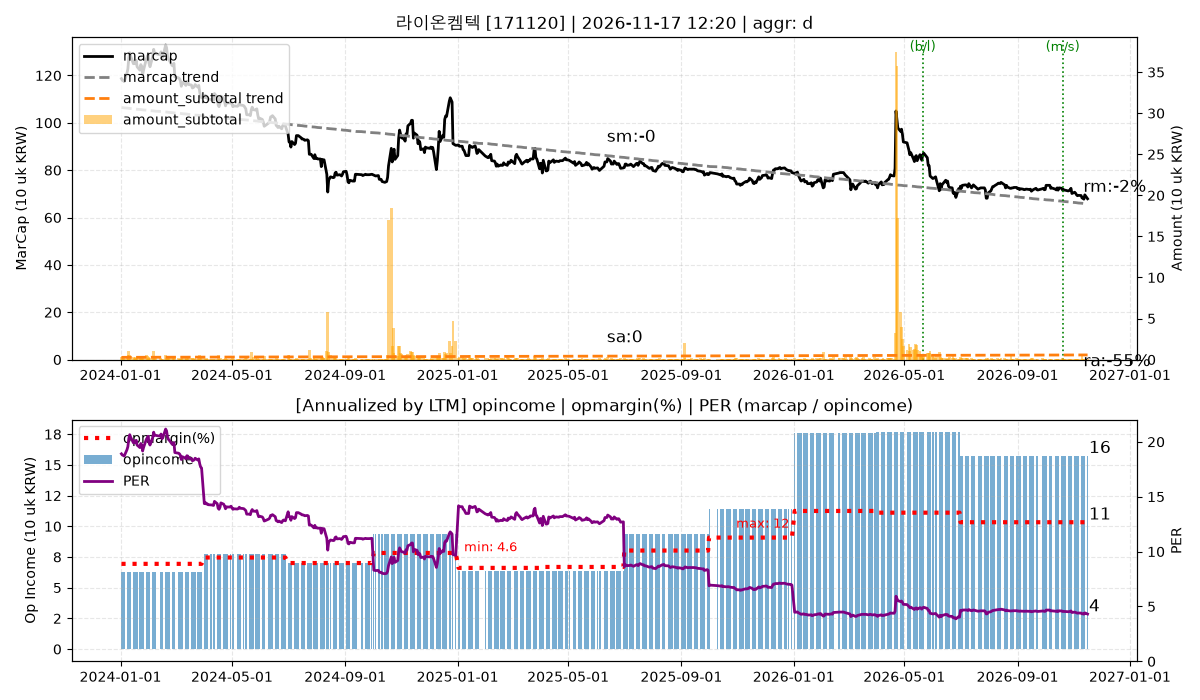 라이온켐텍 [171120] | 2026-11-17 12:20 | aggr: d
marcap
marcap trend
amount_subtotal trend
amount_subtotal
(b/l)
(m/s)
sm:-0
rm:-2%
sa:0
ra:-55%
MarCap (10 uk KRW)
0
20
40
60
80
100
120
Amount (10 uk KRW)
0
5
10
15
20
25
30
35
2024-01-01
2024-05-01
2024-09-01
2025-01-01
2025-05-01
2025-09-01
2026-01-01
2026-05-01
2026-09-01
2027-01-01
[Annualized by LTM] opincome | opmargin(%) | PER (marcap / opincome)
opmargin(%)
opincome
PER
min: 4.6
max: 12
16
11
4
Op Income (10 uk KRW)
0
2
5
8
10
12
15
18
PER
0
5
10
15
20
2024-01-01
2024-05-01
2024-09-01
2025-01-01
2025-05-01
2025-09-01
2026-01-01
2026-05-01
2026-09-01
2027-01-01